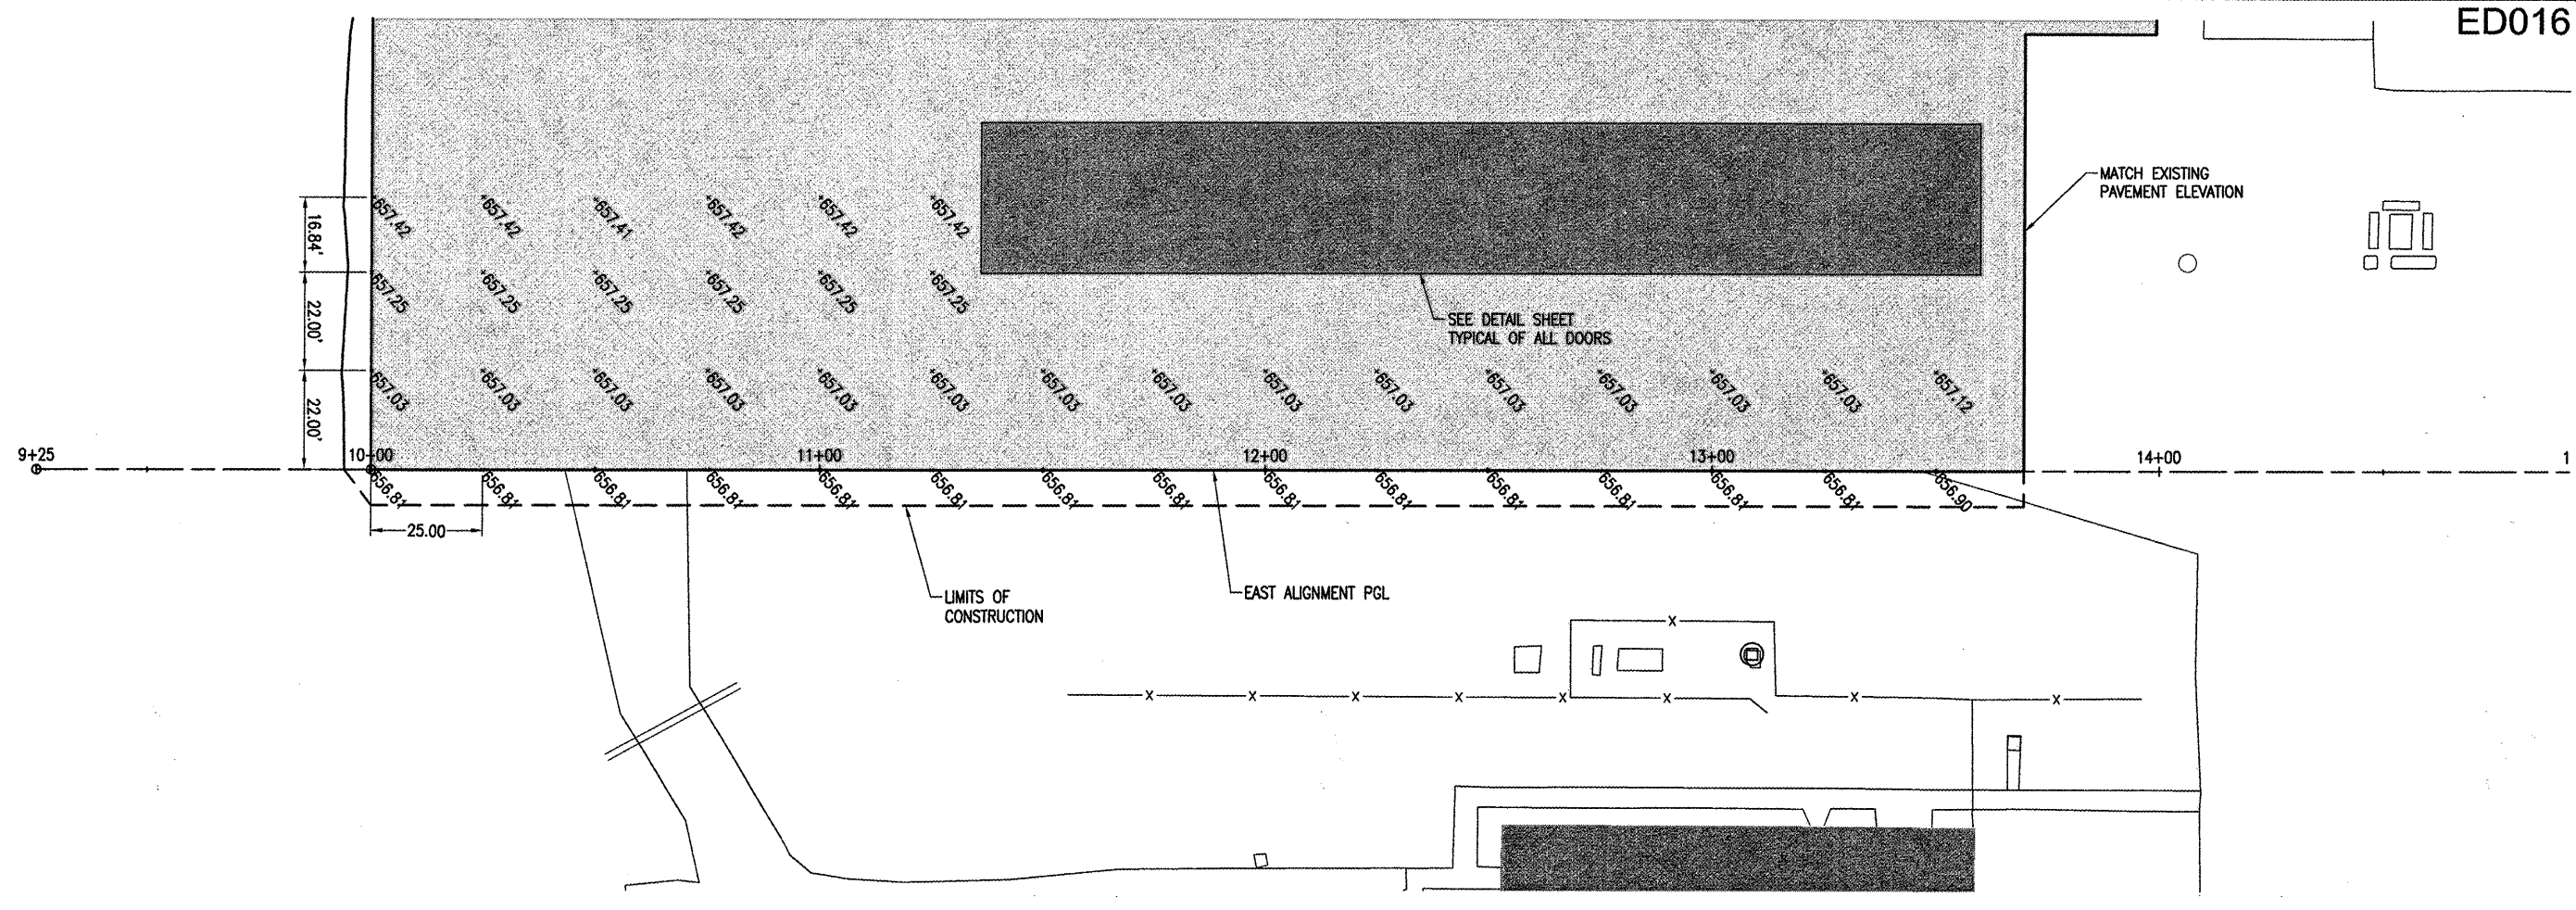 ED016
MATCH EXISTING
PAVEMENT ELEVATION
+657.42 +657.42 +657.41 +657.42 +657.42 +657.42
16.84'
+657.25 +657.25 +657.25 +657.25 +657.25 +657.25
22.00'
SEE DETAIL SHEET
TYPICAL OF ALL DOORS
+657.03 +657.03 +657.03 +657.03 +657.03 +657.03 +657.03 +657.03 +657.03 +657.03 +657.03 +657.03 +657.03 +657.03 +657.12
22.00'
9+25 10+00 11+00 12+00 13+00 14+00 1
+656.81 +656.81 +656.81 +656.81 +656.81 +656.81 +656.81 +656.81 +656.81 +656.81 +656.81 +656.81 +656.81 +656.81 +656.90
25.00
LIMITS OF
CONSTRUCTION
EAST ALIGNMENT PGL
X X X X X X X X X